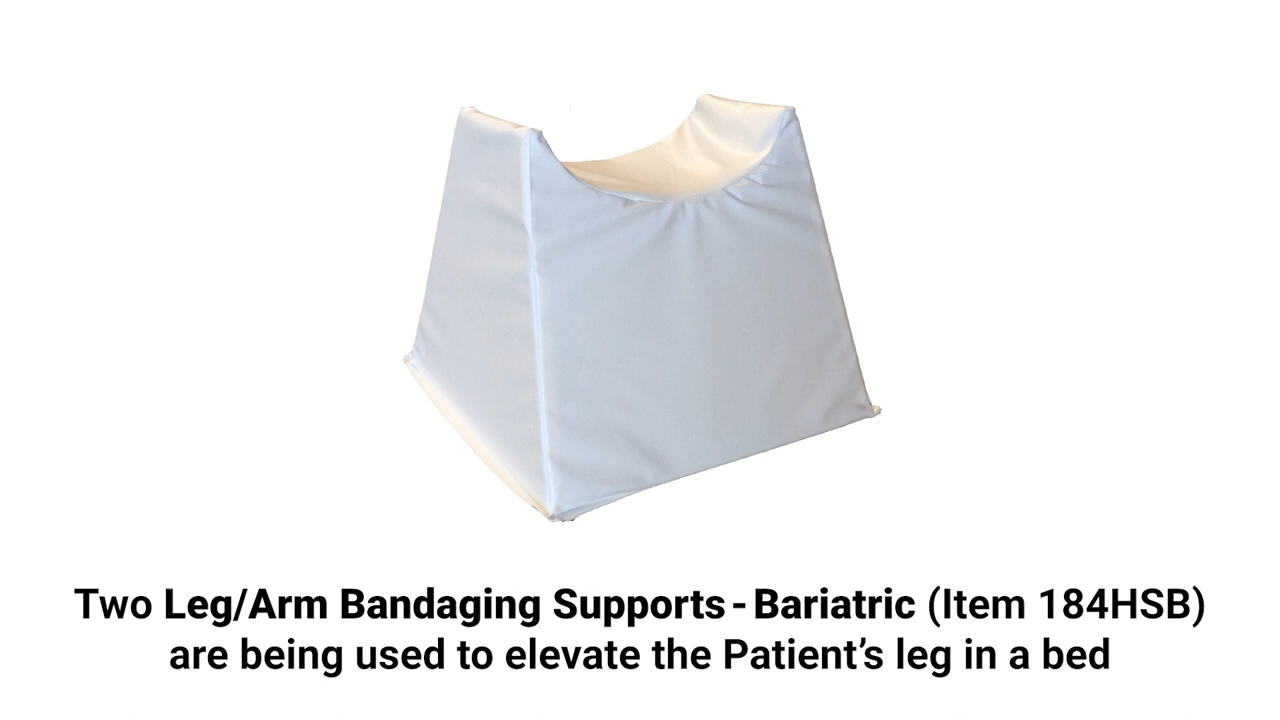 Two Leg/Arm Bandaging Supports - Bariatric (Item 184HSB)
are being used to elevate the Patient’s leg in a bed